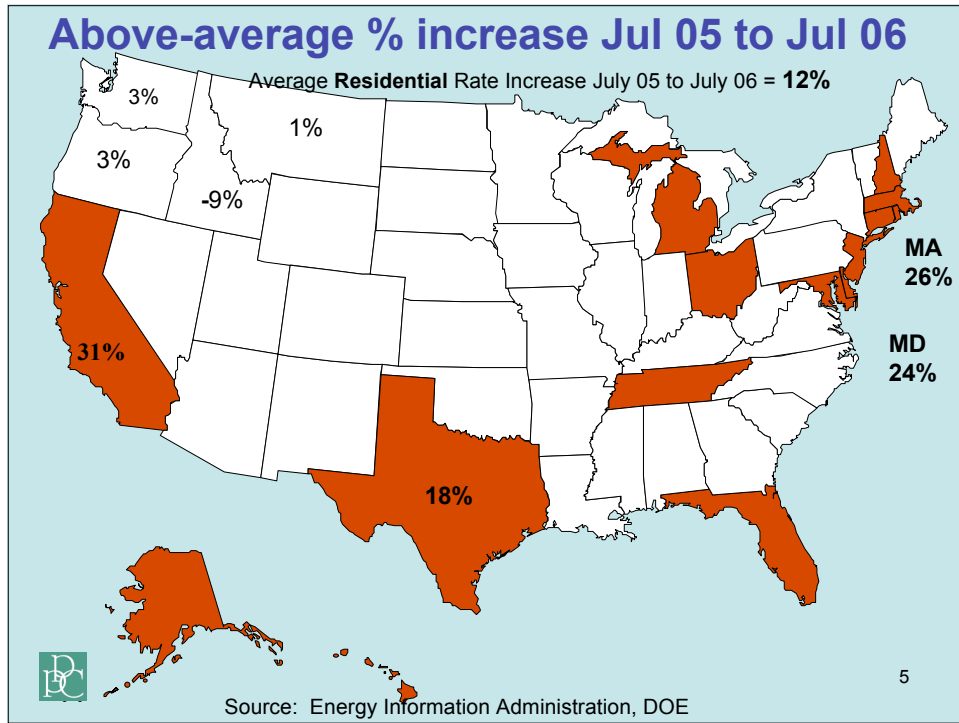 Above-average % increase Jul 05 to Jul 06
Average Residential Rate Increase July 05 to July 06 = 12%
3%
1%
3%
-9%
MA
26%
31%
MD
24%
18%
PPC
5
Source: Energy Information Administration, DOE